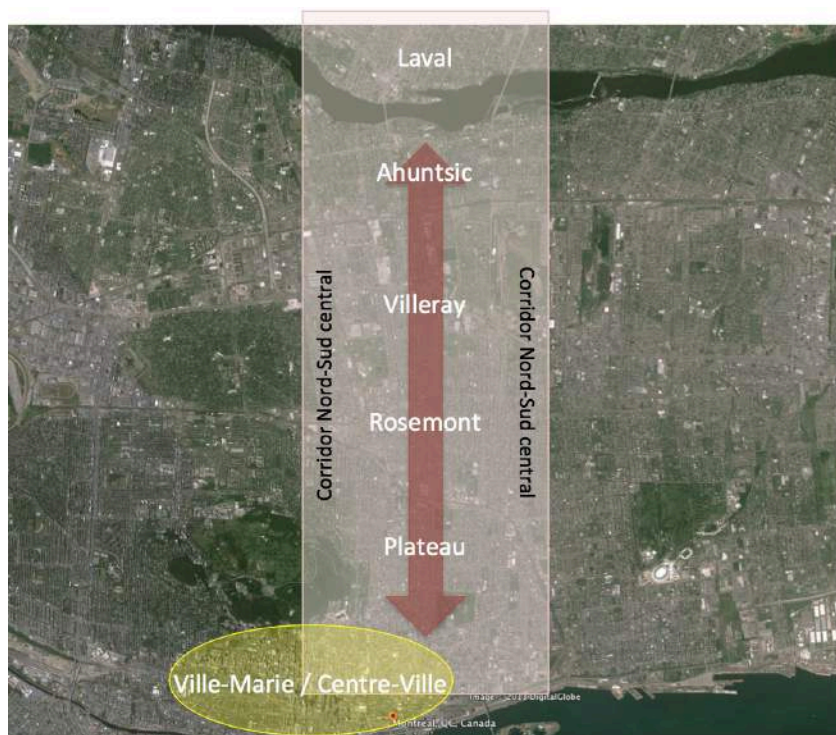 Laval
Ahuntsic
Corridor Nord-Sud central
Corridor Nord-Sud central
Villeray
Rosemont
Plateau
Ville-Marie / Centre-Ville
DigitalGlobe
Montreal, QC, Canada